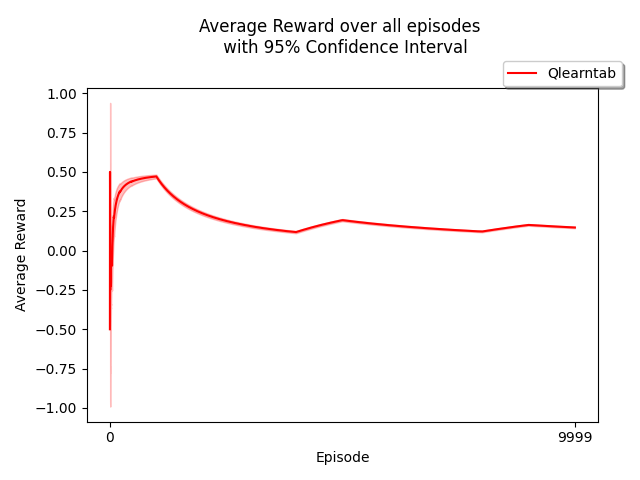 Average Reward over all episodes
with 95% Confidence Interval
Qlearntab
1.00
0.75
0.50
0.25
0.00
−0.25
−0.50
−0.75
−1.00
Average Reward
0
9999
Episode